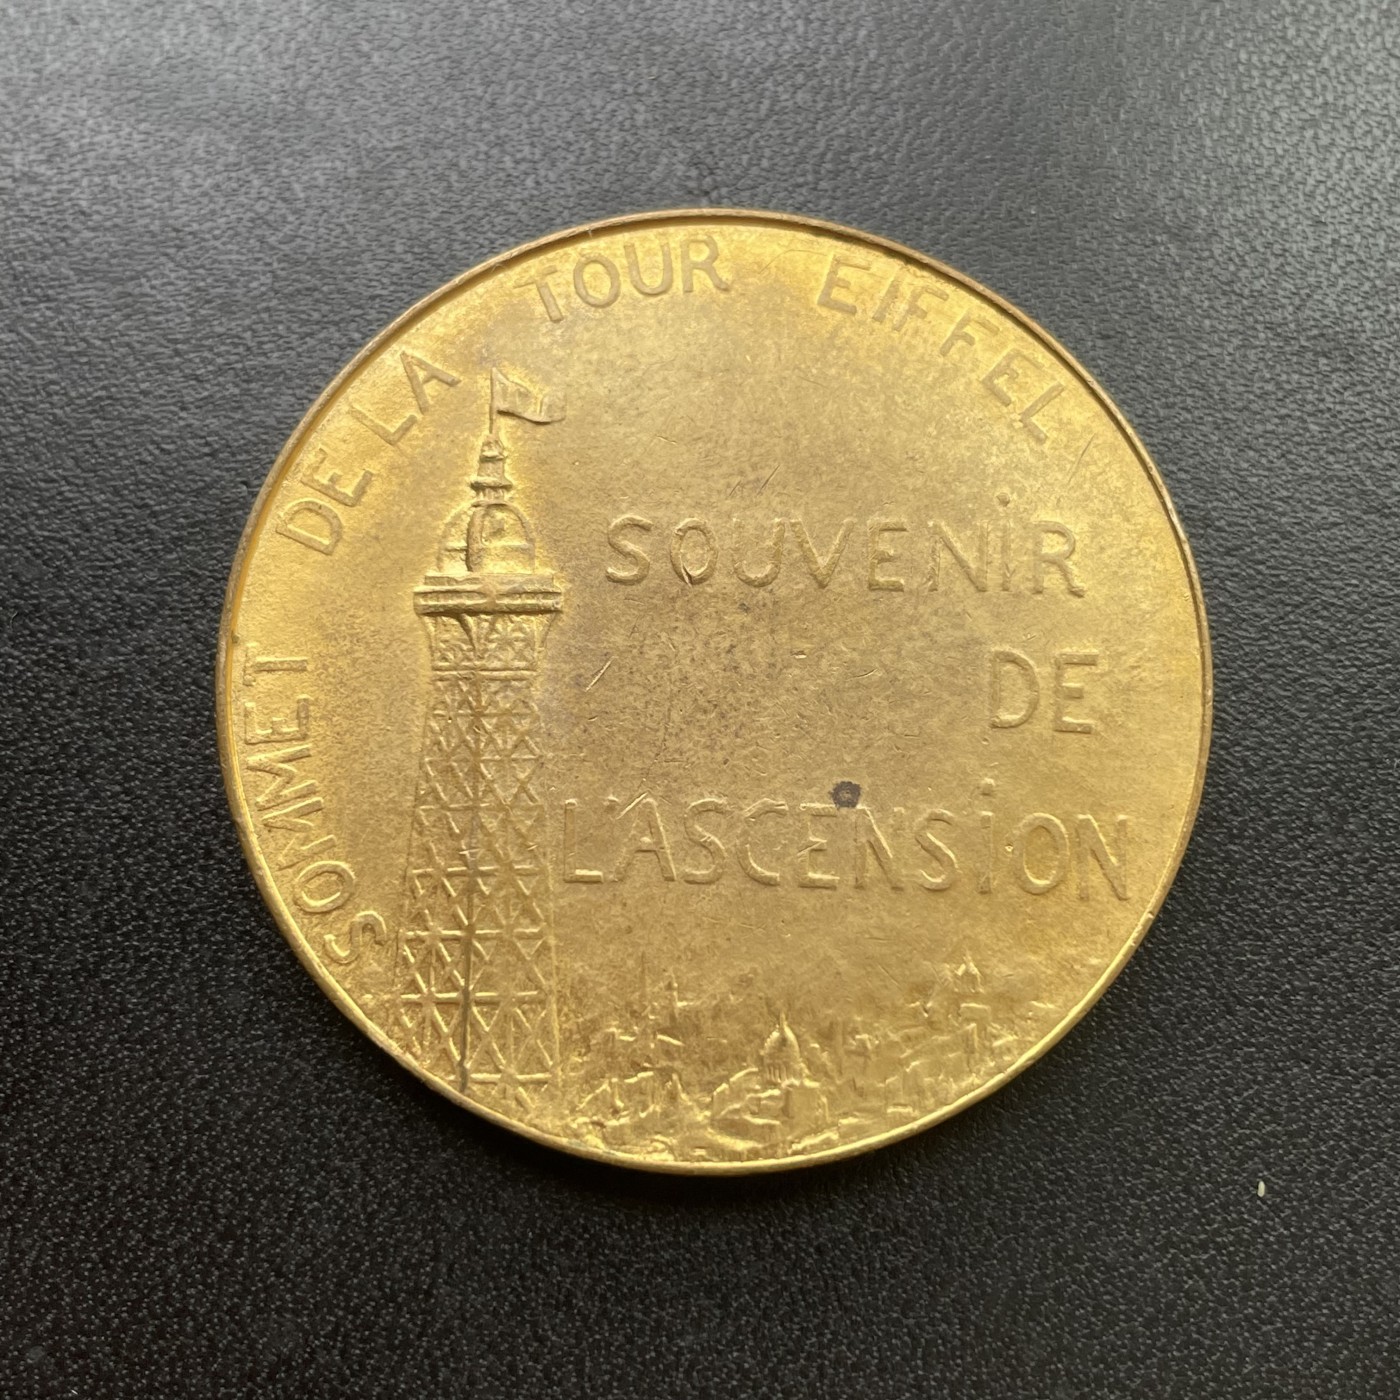 SOMMET DE LA TOUR EIFFEL
SOUVENiR
DE
L'ASCENSiON